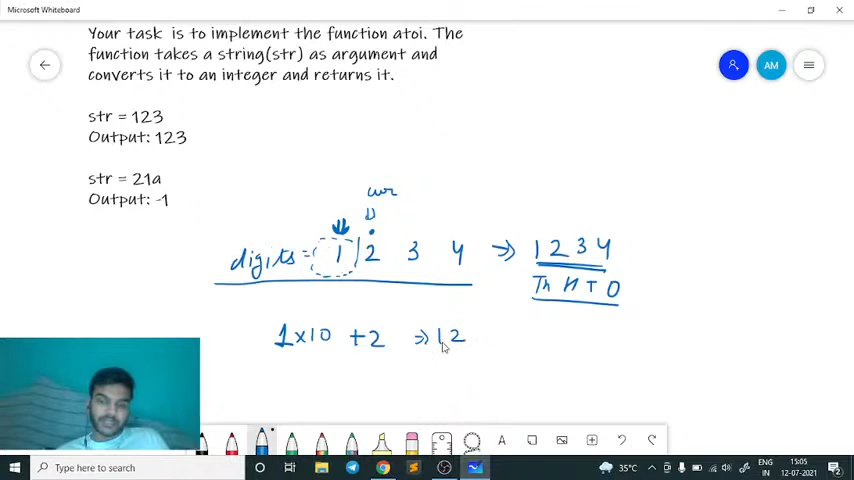 Microsoft Whiteboard
Your task is to implement the function atoi. The
function takes a string(str) as argument and
converts it to an integer and returns it.
AM
str = 123
Output: 123
str = 21a
Output: -1
curr
digits = 1 2 3 4 ⇒ 1 2 3 4
Th H T O
1 x 10 + 2 ⇒ 12
A
Type here to search
35°C
ENG
IN
15:05
12-07-2021
2